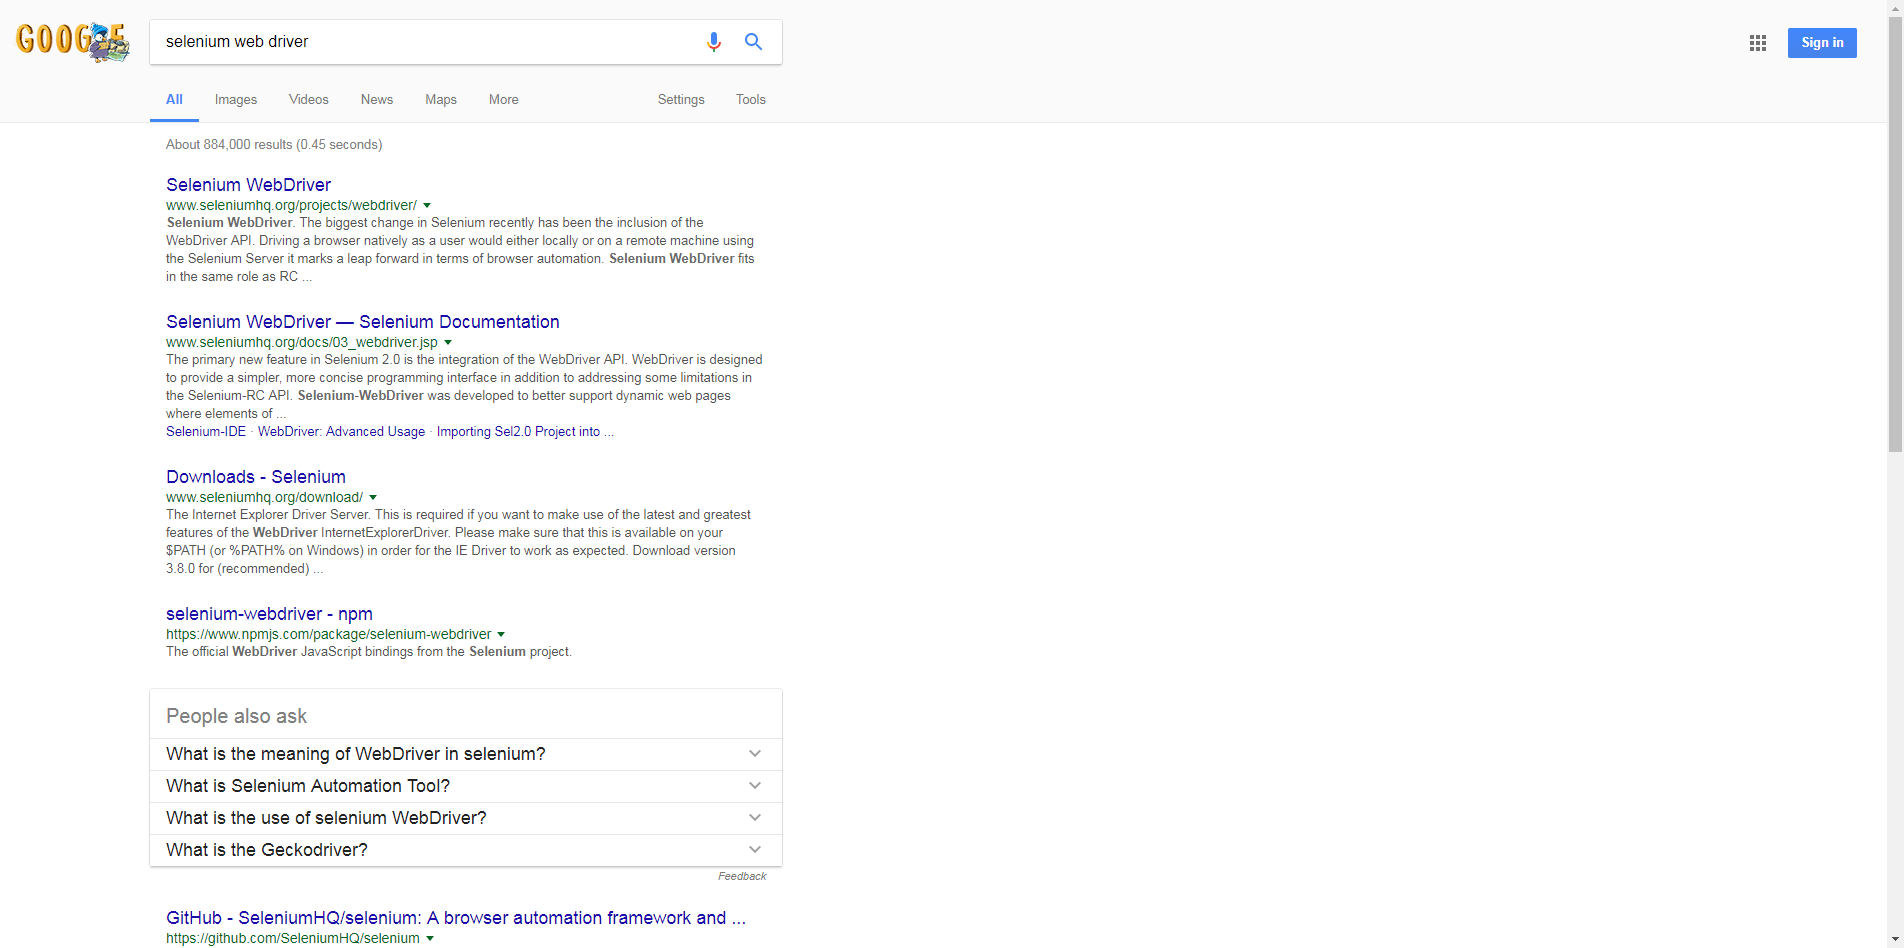 GOOGLE
selenium web driver
Sign in
All Images Videos News Maps More Settings Tools
About 884,000 results (0.45 seconds)
Selenium WebDriver
www.seleniumhq.org/projects/webdriver/
Selenium WebDriver. The biggest change in Selenium recently has been the inclusion of the
WebDriver API. Driving a browser natively as a user would either locally or on a remote machine using
the Selenium Server it marks a leap forward in terms of browser automation. Selenium WebDriver fits
in the same role as RC ...
Selenium WebDriver — Selenium Documentation
www.seleniumhq.org/docs/03_webdriver.jsp
The primary new feature in Selenium 2.0 is the integration of the WebDriver API. WebDriver is designed
to provide a simpler, more concise programming interface in addition to addressing some limitations in
the Selenium-RC API. Selenium-WebDriver was developed to better support dynamic web pages
where elements of ...
Selenium-IDE · WebDriver: Advanced Usage · Importing Sel2.0 Project into ...
Downloads - Selenium
www.seleniumhq.org/download/
The Internet Explorer Driver Server. This is required if you want to make use of the latest and greatest
features of the WebDriver InternetExplorerDriver. Please make sure that this is available on your
$PATH (or %PATH% on Windows) in order for the IE Driver to work as expected. Download version
3.8.0 for (recommended) ...
selenium-webdriver - npm
https://www.npmjs.com/package/selenium-webdriver
The official WebDriver JavaScript bindings from the Selenium project.
People also ask
What is the meaning of WebDriver in selenium?
What is Selenium Automation Tool?
What is the use of selenium WebDriver?
What is the Geckodriver?
Feedback
GitHub - SeleniumHQ/selenium: A browser automation framework and ...
https://github.com/SeleniumHQ/selenium